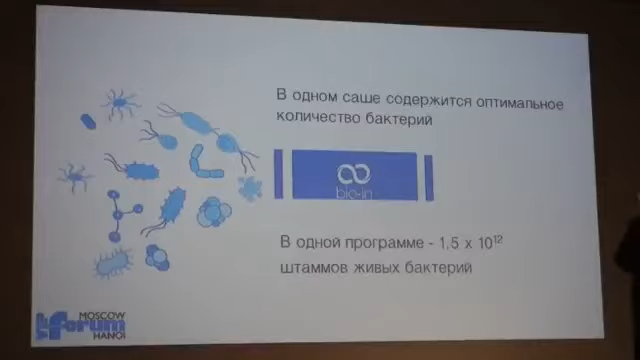 В одном саше содержится оптимальное
количество бактерий
bio-in
В одной программе - 1,5 x 10¹²
штаммов живых бактерий
MOSCOW
forum
HANOI